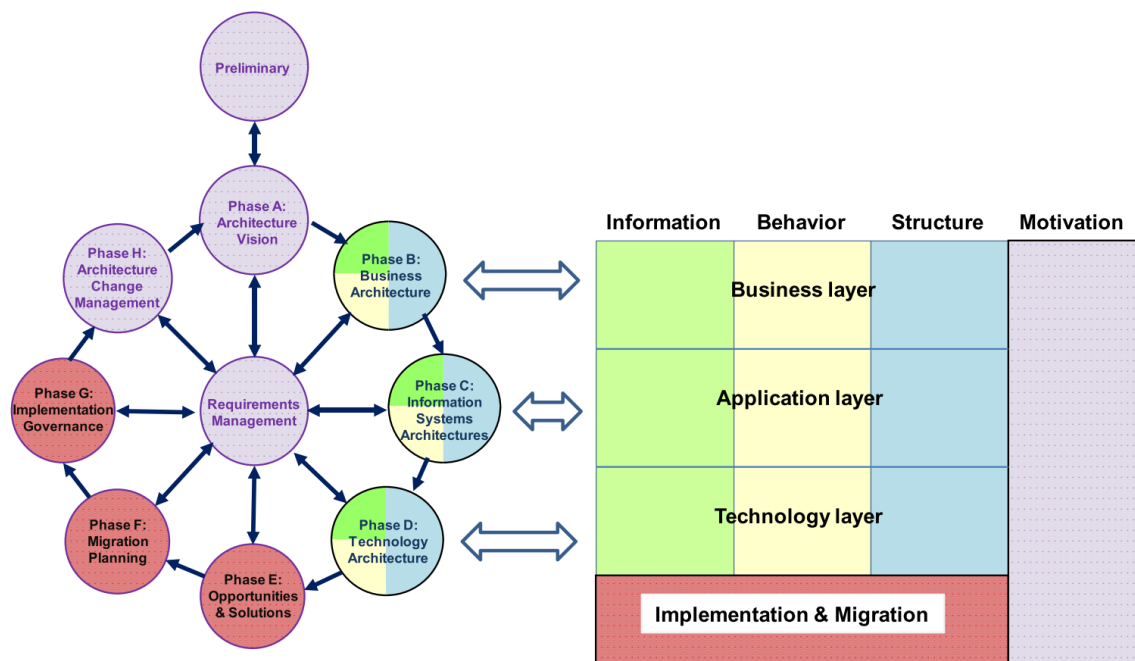 Preliminary
Phase A:
Architecture
Vision
Phase H:
Architecture
Change
Management
Phase B:
Business
Architecture
Phase G:
Implementation
Governance
Requirements
Management
Phase C:
Information
Systems
Architectures
Phase F:
Migration
Planning
Phase D:
Technology
Architecture
Phase E:
Opportunities
& Solutions
Information Behavior Structure Motivation
Business layer
Application layer
Technology layer
Implementation & Migration